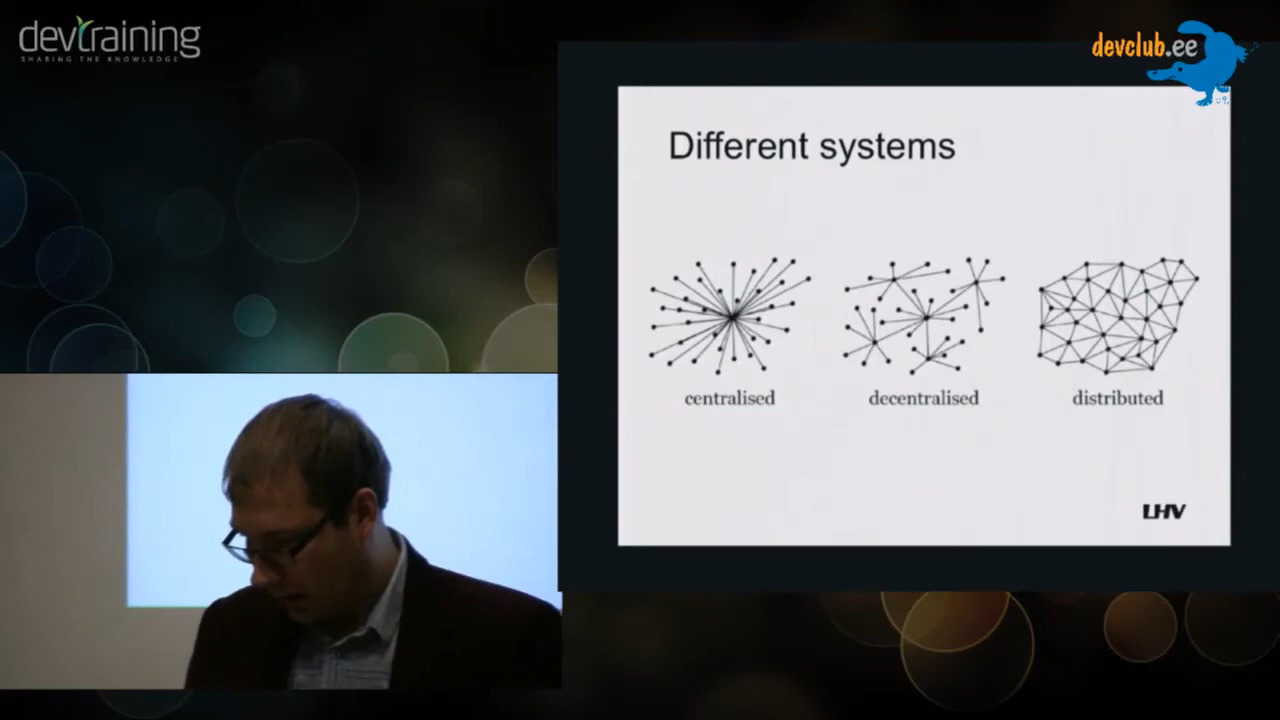 devtraining
SHARING THE KNOWLEDGE
devclub.ee
Different systems
centralised
decentralised
distributed
LHV